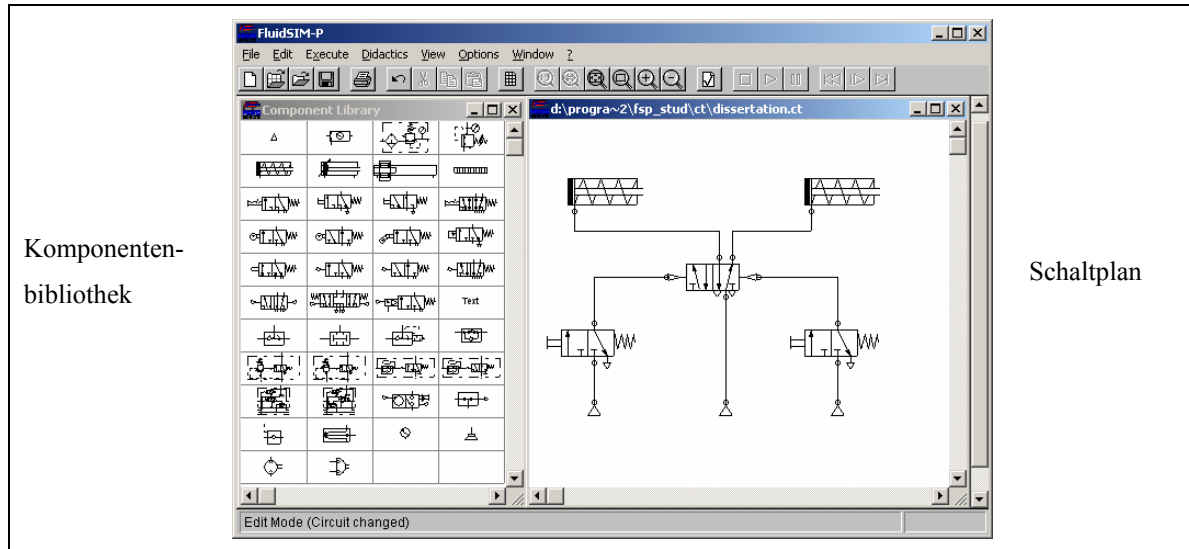 FluidSIM-P
File Edit Execute Didactics View Options Window ?
Component Library
d:\progra~2\fsp_stud\ct\dissertation.ct
Text
Komponenten-
bibliothek
Schaltplan
Edit Mode (Circuit changed)